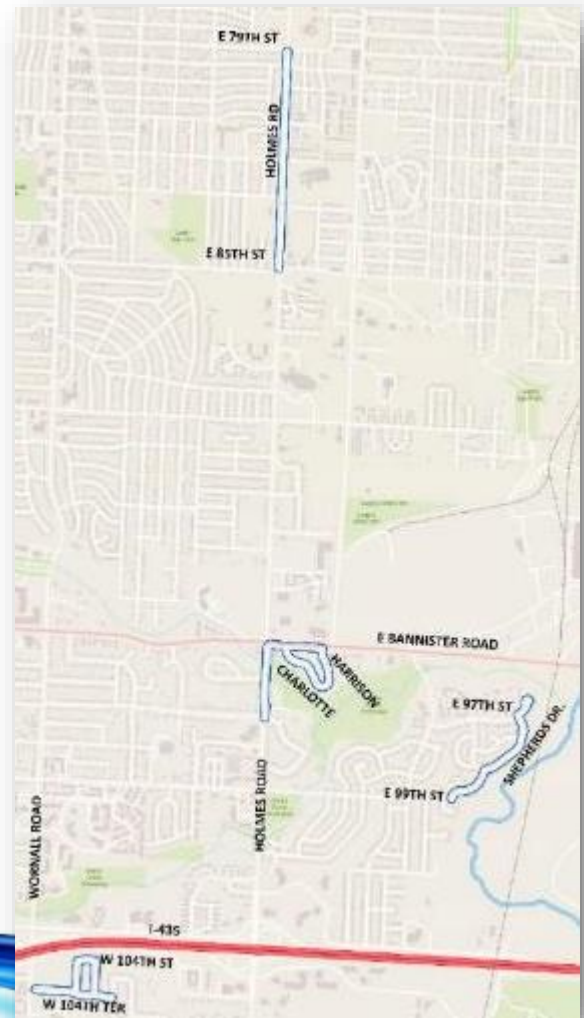 E 79TH ST
HOLMES RD
E 85TH ST
E BANNISTER ROAD
HARRISON
CHARLOTTE
E 97TH ST
SHEPHERDS DR.
E 99TH ST
HOLMES ROAD
WORNALL ROAD
I-435
W 104TH ST
W 104TH TER